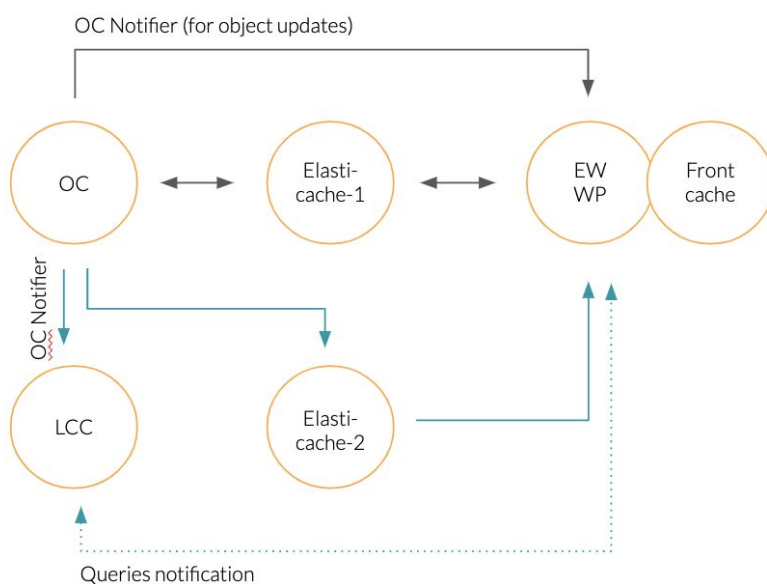 OC Notifier (for object updates)
OC
Elasti-
cache-1
EW
WP
Front
cache
OC Notifier
LCC
Elasti-
cache-2
Queries notification